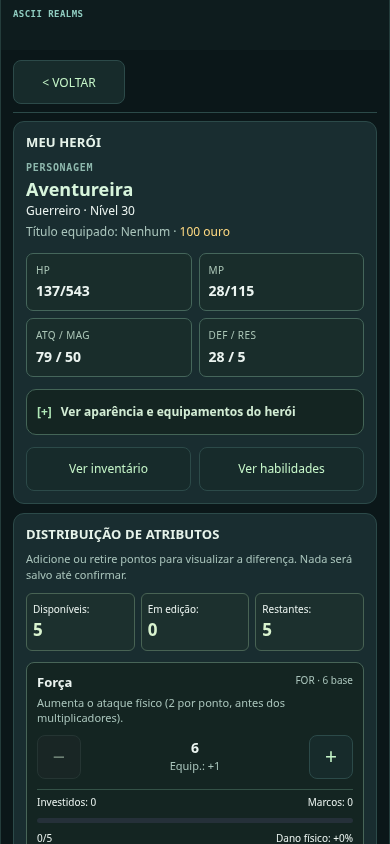 ASCII REALMS
< VOLTAR
MEU HERÓI
PERSONAGEM
Aventureira
Guerreiro · Nível 30
Título equipado: Nenhum · 100 ouro
HP
137/543
MP
28/115
ATQ / MAG
79 / 50
DEF / RES
28 / 5
[+] Ver aparência e equipamentos do herói
Ver inventário
Ver habilidades
DISTRIBUIÇÃO DE ATRIBUTOS
Adicione ou retire pontos para visualizar a diferença. Nada será
salvo até confirmar.
Disponíveis:
5
Em edição:
0
Restantes:
5
Força
FOR · 6 base
Aumenta o ataque físico (2 por ponto, antes dos
multiplicadores).
−
6
Equip.: +1
+
Investidos: 0
Marcos: 0
0/5
Dano físico: +0%